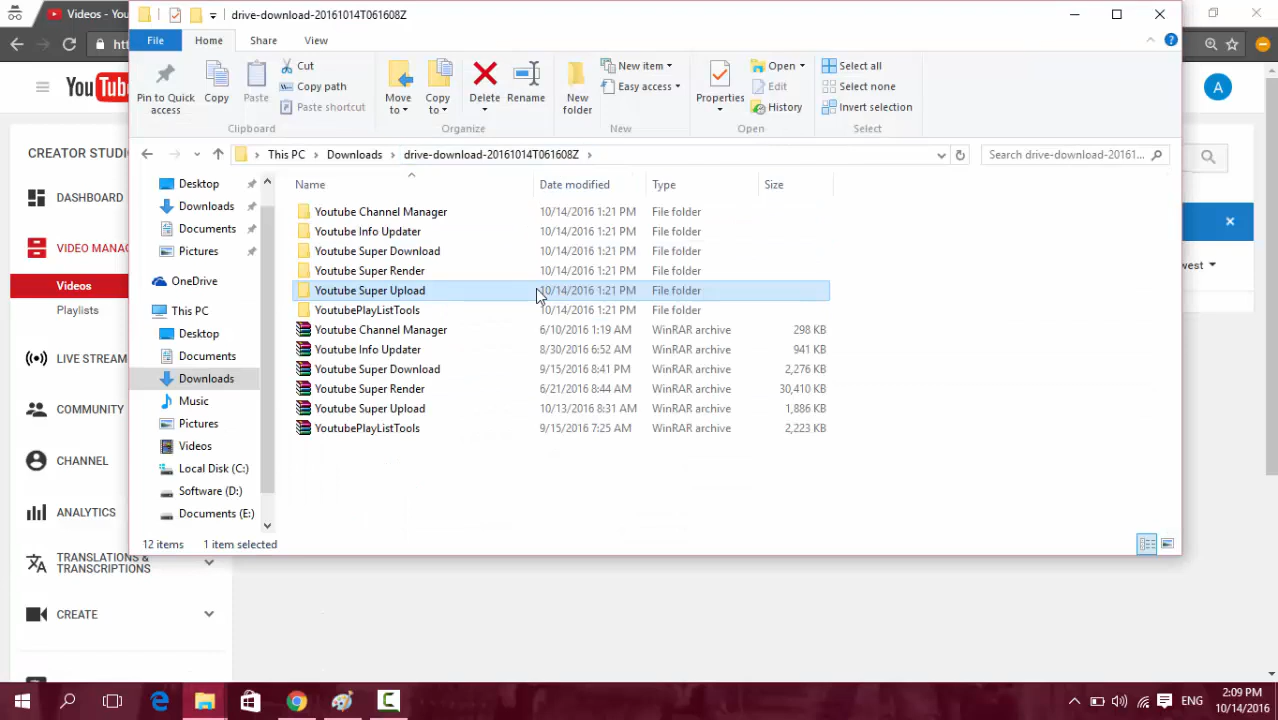 drive-download-20161014T061608Z
Videos -
You Tube
htt
A
File
Home
Share
View
Pin to Quick access
Copy
Paste
Cut
Copy path
Paste shortcut
Clipboard
Move to
Copy to
Delete
Rename
Organize
New folder
New item
Easy access
New
Properties
Open
Edit
History
Open
Select all
Select none
Invert selection
Select
This PC
Downloads
drive-download-20161014T061608Z
Search drive-download-20161...
Desktop
Downloads
Documents
Pictures
OneDrive
This PC
Desktop
Documents
Downloads
Music
Pictures
Videos
Local Disk (C:)
Software (D:)
Documents (E:)
Name Date modified Type Size
Youtube Channel Manager 10/14/2016 1:21 PM File folder
Youtube Info Updater 10/14/2016 1:21 PM File folder
Youtube Super Download 10/14/2016 1:21 PM File folder
Youtube Super Render 10/14/2016 1:21 PM File folder
Youtube Super Upload 10/14/2016 1:21 PM File folder
YoutubePlayListTools 10/14/2016 1:21 PM File folder
Youtube Channel Manager 6/10/2016 1:19 AM WinRAR archive 298 KB
Youtube Info Updater 8/30/2016 6:52 AM WinRAR archive 941 KB
Youtube Super Download 9/15/2016 8:41 PM WinRAR archive 2,276 KB
Youtube Super Render 6/21/2016 8:44 AM WinRAR archive 30,410 KB
Youtube Super Upload 10/13/2016 8:31 AM WinRAR archive 1,886 KB
YoutubePlayListTools 9/15/2016 7:25 AM WinRAR archive 2,223 KB
12 items 1 item selected
CREATOR STUDI
DASHBOARD
VIDEO MANA
Videos
Playlists
LIVE STREAM
COMMUNITY
CHANNEL
ANALYTICS
TRANSLATIONS &
TRANSCRIPTIONS
CREATE
west
ENG
2:09 PM
10/14/2016